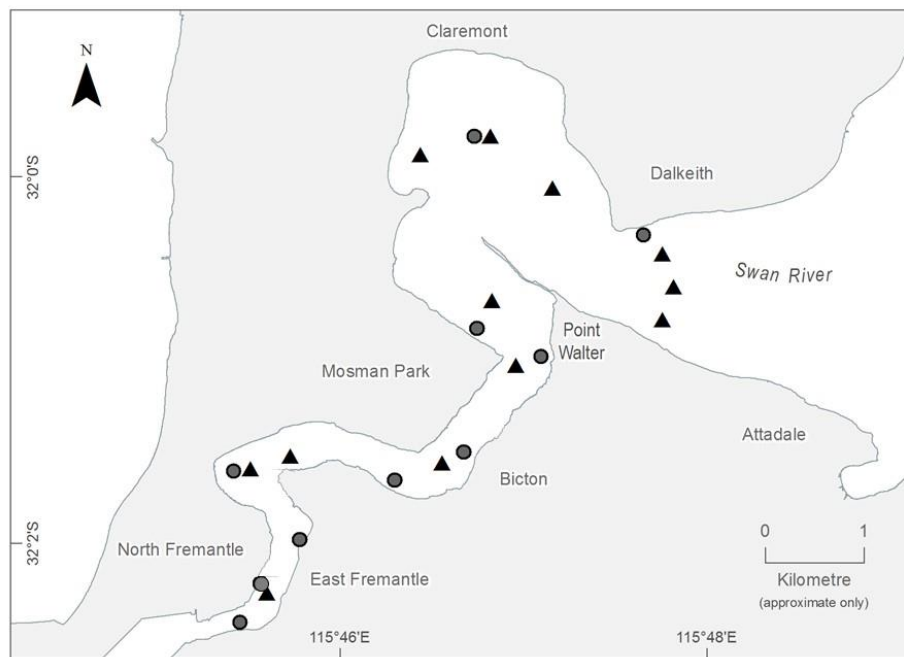 Claremont
N
32°0'S
Dalkeith
Swan River
Point
Walter
Mosman Park
Attadale
Bicton
32°2'S
North Fremantle
East Fremantle
0 1
Kilometre
(approximate only)
115°46'E
115°48'E